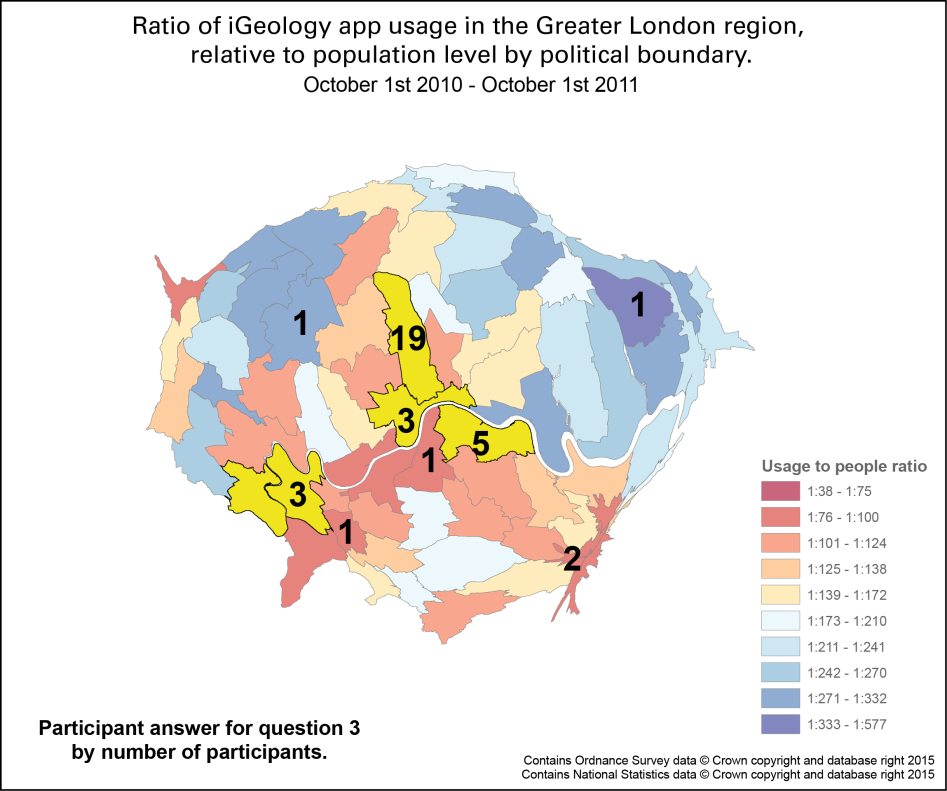 Ratio of iGeology app usage in the Greater London region,
relative to population level by political boundary.
October 1st 2010 - October 1st 2011
1
1
19
3
5
1
3
1
2
Usage to people ratio
1:38 - 1:75
1:76 - 1:100
1:101 - 1:124
1:125 - 1:138
1:139 - 1:172
1:173 - 1:210
1:211 - 1:241
1:242 - 1:270
1:271 - 1:332
1:333 - 1:577
Participant answer for question 3
by number of participants.
Contains Ordnance Survey data © Crown copyright and database right 2015
Contains National Statistics data © Crown copyright and database right 2015